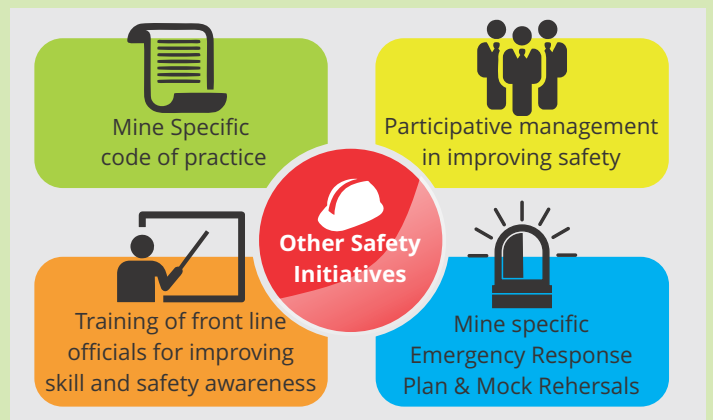 Mine Specific
code of practice
Participative management
in improving safety
Other Safety
Initiatives
Training of front line
officials for improving
skill and safety awareness
Mine specific
Emergency Response
Plan & Mock Rehersals